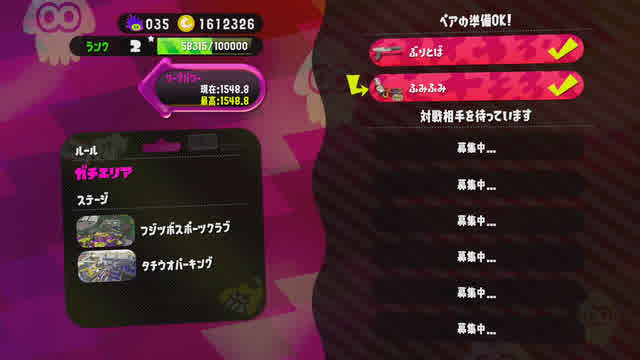 035 1612326
ランク 2 58315/100000
リーグパワー
現在:1548.8
最高:1548.8
ルール
ガチエリア
ステージ
フジツボスポーツクラブ
タチウオパーキング
ペアの準備OK!
ぷりとば
ふみふみ
対戦相手を待っています
募集中...
募集中...
募集中...
募集中...
募集中...
募集中...